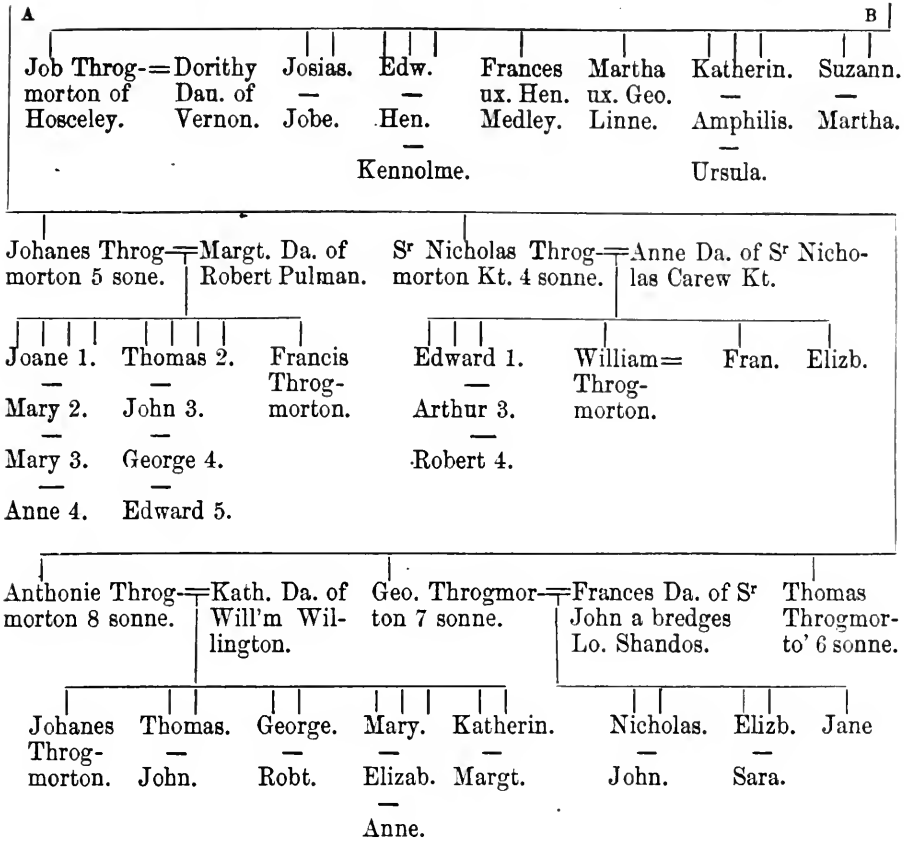 A B
Job Throg-=Dorithy Josias. Edw. Frances Martha Katherin. Suzann.
morton of Dau. of — — ux. Hen. ux. Geo. — —
Hosceley. Vernon. Jobe. Hen. Medley. Linne. Amphilis. Martha.
— —
Kennolme. Ursula.
Johanes Throg-=Margt. Da. of Sʳ Nicholas Throg-=Anne Da. of Sʳ Nicho-
morton 5 sone. Robert Pulman. morton Kt. 4 sonne. las Carew Kt.
Joane 1. Thomas 2. Francis Edward 1. William= Fran. Elizb.
— — Throg- — Throg-
Mary 2. John 3. morton. Arthur 3. morton.
— — —
Mary 3. George 4. Robert 4.
— —
Anne 4. Edward 5.
Anthonie Throg-=Kath. Da. of Geo. Throgmor-=Frances Da. of Sʳ Thomas
morton 8 sonne. Will'm Wil- ton 7 sonne. John a bredges Throgmor-
lington. Lo. Shandos. to' 6 sonne.
Johanes Thomas. George. Mary. Katherin. Nicholas. Elizb. Jane
Throg- — — — — — —
morton. John. Robt. Elizab. Margt. John. Sara.
—
Anne.